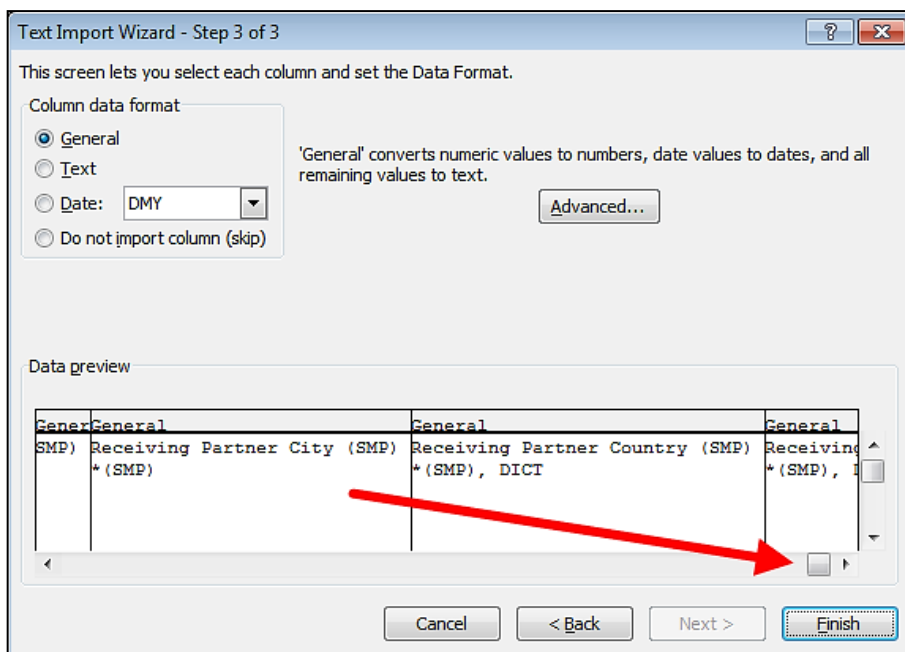 Text Import Wizard - Step 3 of 3
This screen lets you select each column and set the Data Format.
Column data format
General
Text
Date: DMY
Do not import column (skip)
'General' converts numeric values to numbers, date values to dates, and all
remaining values to text.
Advanced...
Data preview
Gener General General General
SMP) Receiving Partner City (SMP) Receiving Partner Country (SMP) Receiving
*(SMP) *(SMP), DICT *(SMP),
Cancel < Back Next > Finish